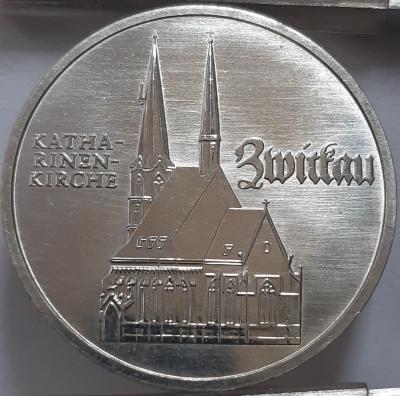 KATHA-
RINEN-
KIRCHE
Zwickau